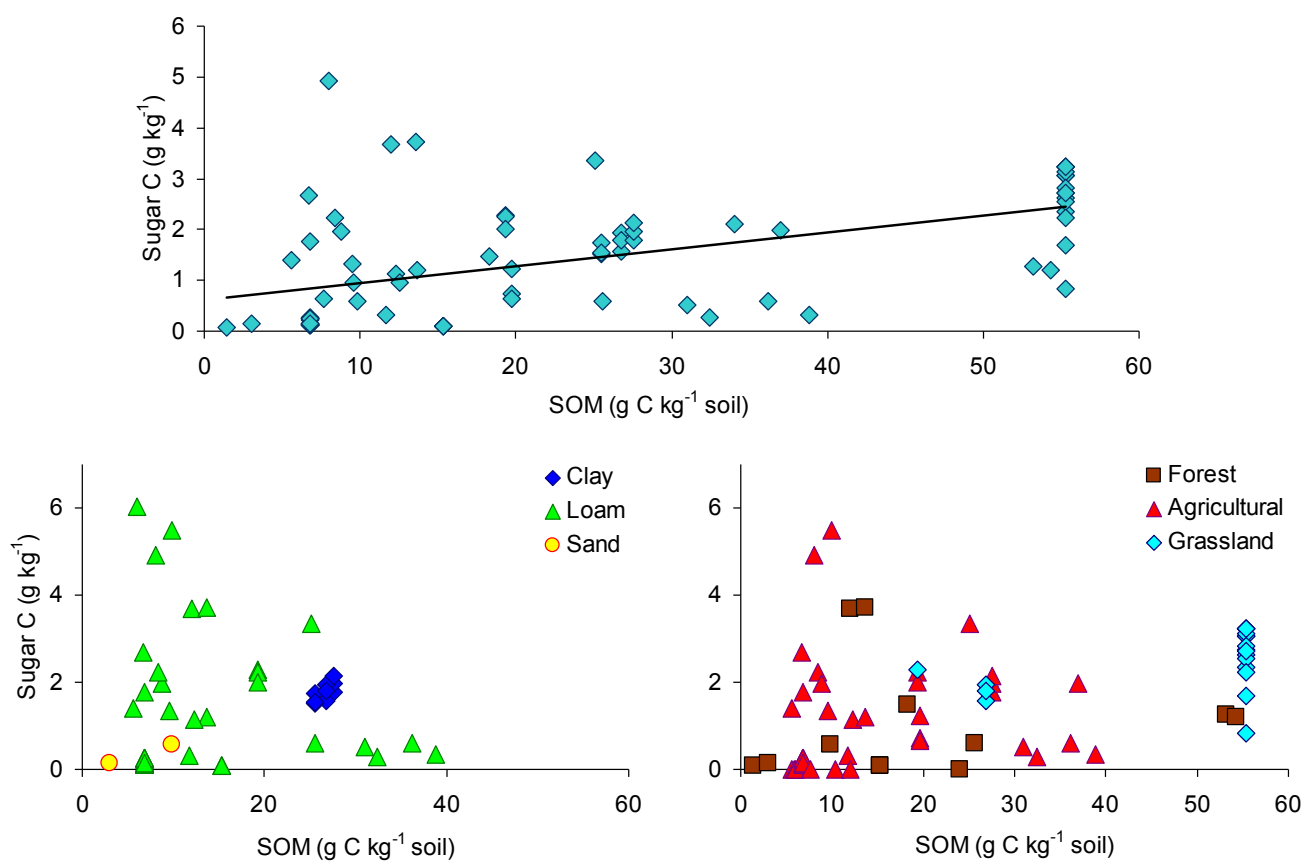 6
5
4
3
2
1
0
Sugar C (g kg⁻¹)
0 10 20 30 40 50 60
SOM (g C kg⁻¹ soil)
6
4
2
0
Sugar C (g kg⁻¹)
Clay
Loam
Sand
0 20 40 60
SOM (g C kg⁻¹ soil)
6
4
2
0
Forest
Agricultural
Grassland
0 10 20 30 40 50 60
SOM (g C kg⁻¹ soil)